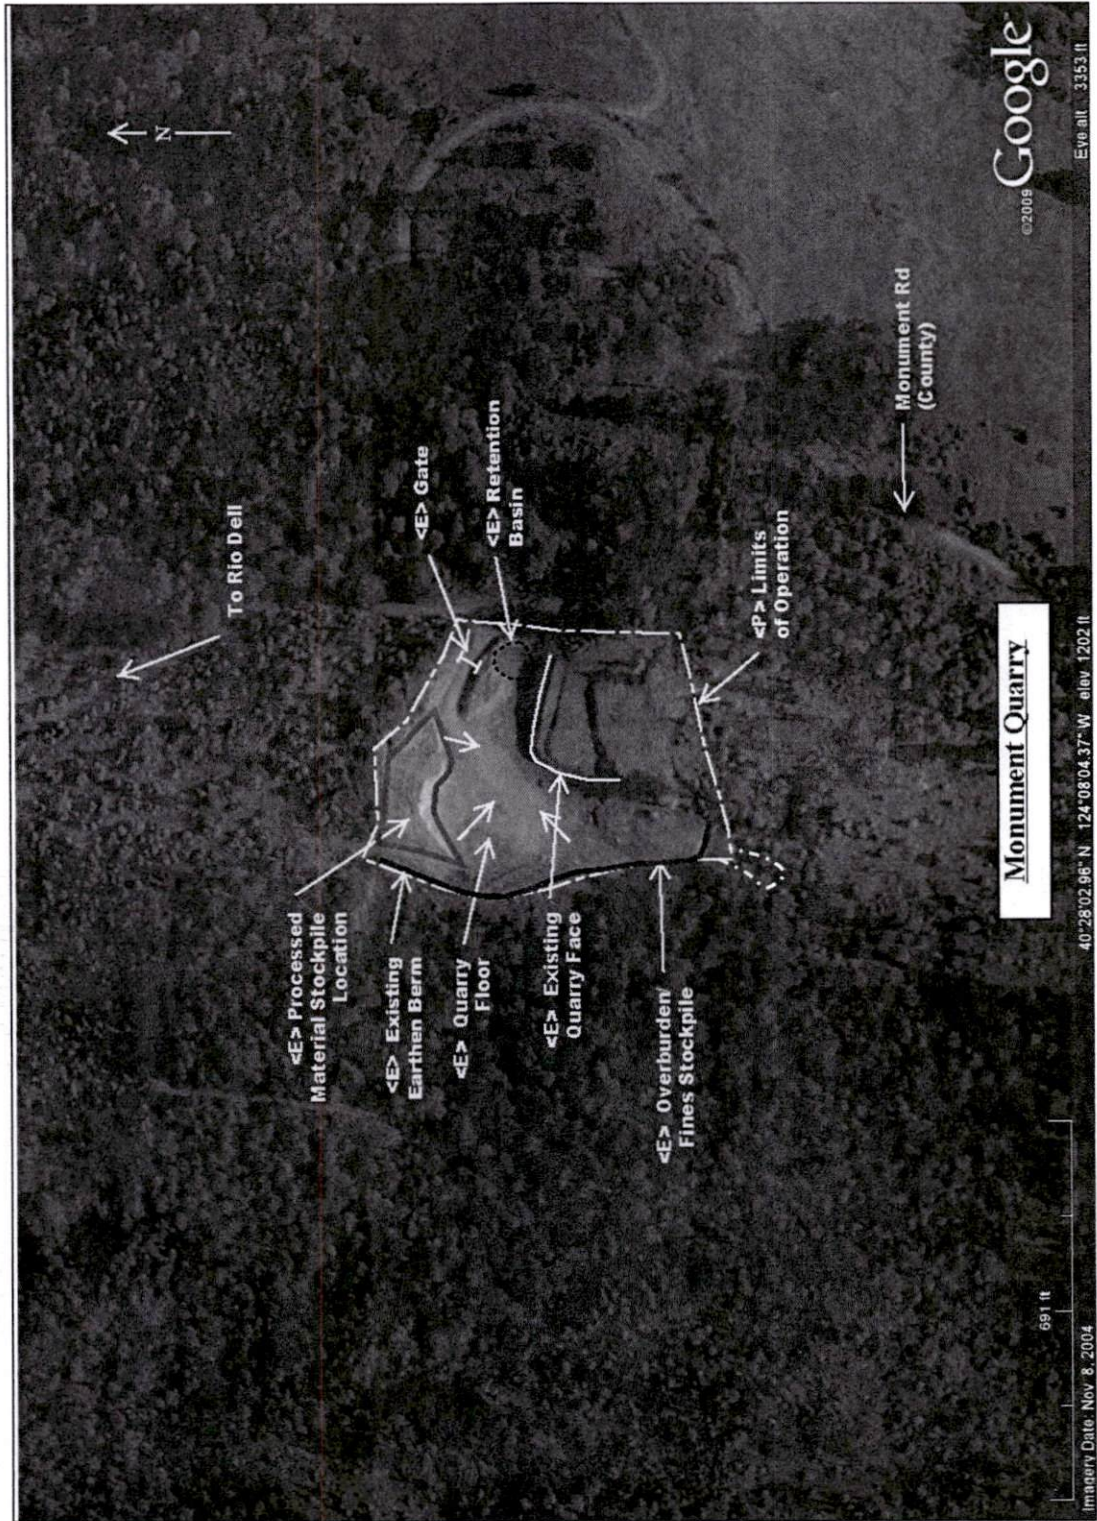 N
To Rio Dell
<E> Gate
<E> Retention
Basin
<E> Processed
Material Stockpile
Location
<E> Existing
Earthen Berm
<E> Quarry
Floor
<E> Existing
Quarry Face
<E> Overburden/
Fines Stockpile
<P> Limits
of Operation
Monument Rd
(County)
Monument Quarry
©2009 Google™
691 ft
Imagery Date: Nov 8, 2004
40°28'02.96" N 124°08'04.37" W elev 1202 ft
Eye alt 3353 ft